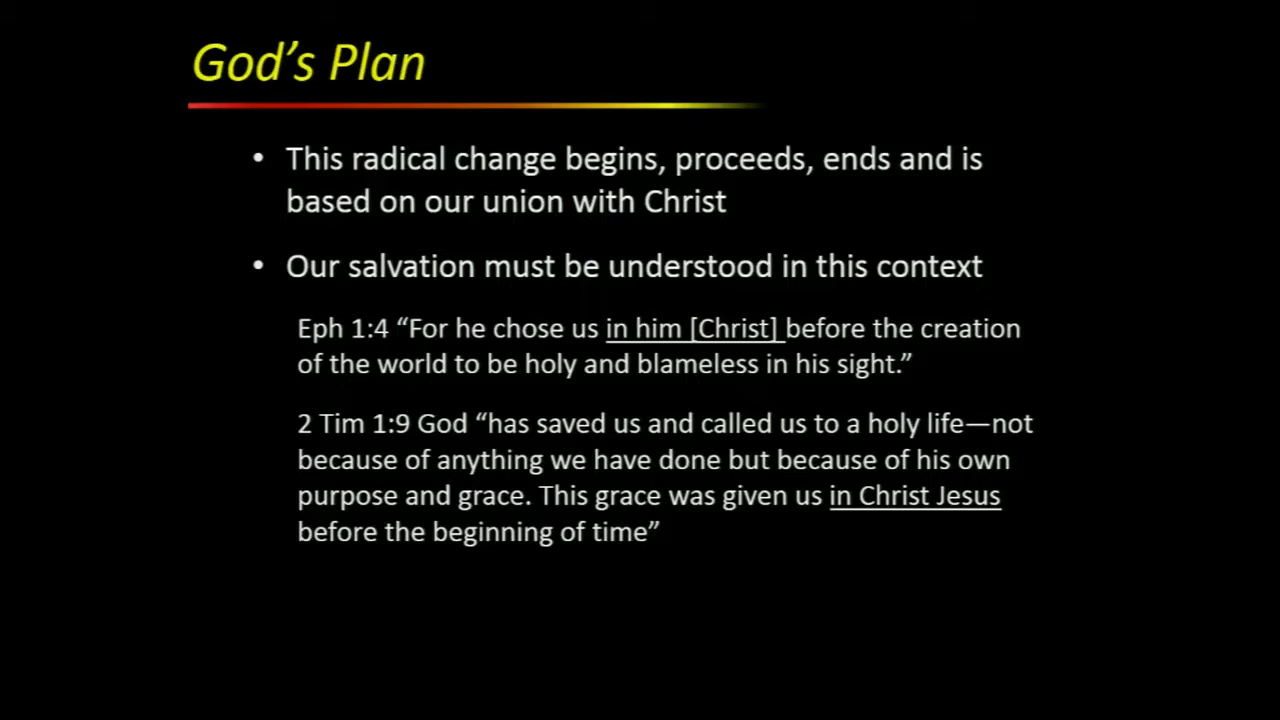 God’s Plan
• This radical change begins, proceeds, ends and is
based on our union with Christ
• Our salvation must be understood in this context
Eph 1:4 “For he chose us in him [Christ] before the creation
of the world to be holy and blameless in his sight.”
2 Tim 1:9 God “has saved us and called us to a holy life—not
because of anything we have done but because of his own
purpose and grace. This grace was given us in Christ Jesus
before the beginning of time”